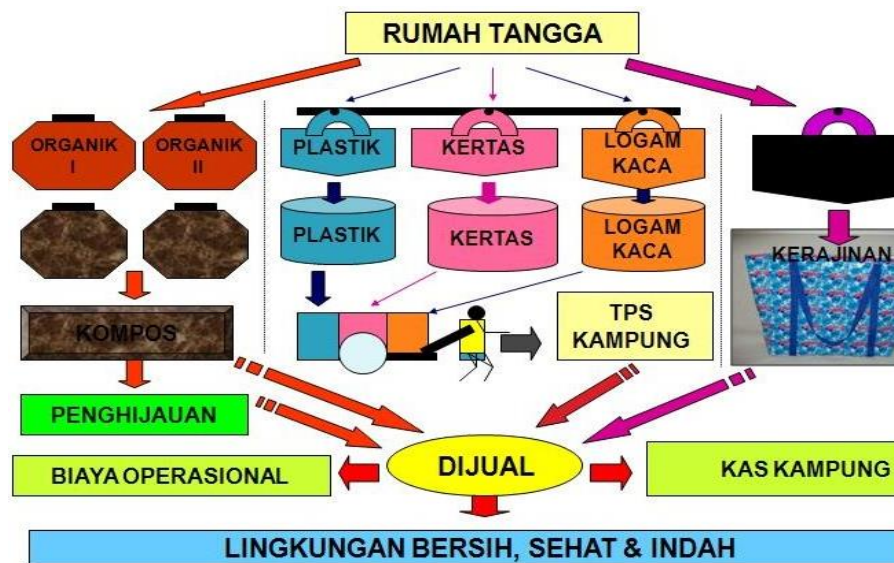 RUMAH TANGGA
ORGANIK
I
ORGANIK
II
PLASTIK
KERTAS
LOGAM
KACA
PLASTIK
KERTAS
LOGAM
KACA
KERAJINAN
KOMPOS
TPS
KAMPUNG
PENGHIJAUAN
BIAYA OPERASIONAL
DIJUAL
KAS KAMPUNG
LINGKUNGAN BERSIH, SEHAT & INDAH